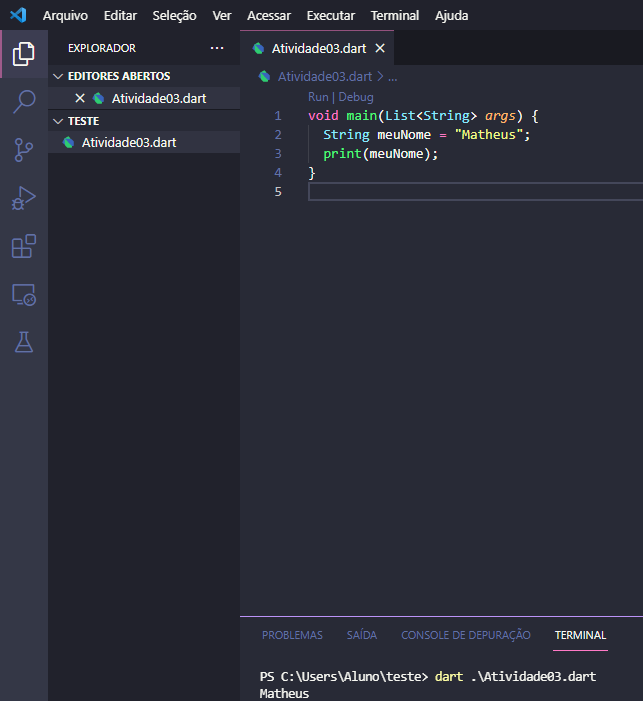 Arquivo Editar Seleção Ver Acessar Executar Terminal Ajuda
EXPLORADOR ...
EDITORES ABERTOS
Atividade03.dart
TESTE
Atividade03.dart
Atividade03.dart
Atividade03.dart > ...
Run | Debug
1 void main(List<String> args) {
2 String meuNome = "Matheus";
3 print(meuNome);
4 }
5
PROBLEMAS SAÍDA CONSOLE DE DEPURAÇÃO TERMINAL
PS C:\Users\Aluno\teste> dart .\Atividade03.dart
Matheus